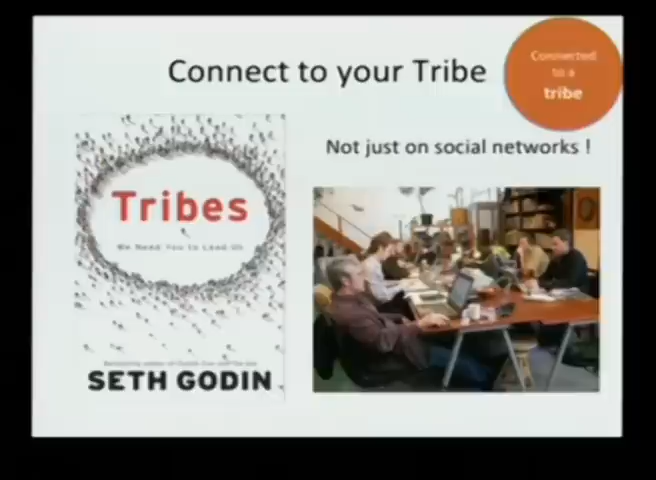 Connect to your Tribe
Connected
to a
tribe
Not just on social networks !
Tribes
We Need You to Lead Us
SETH GODIN